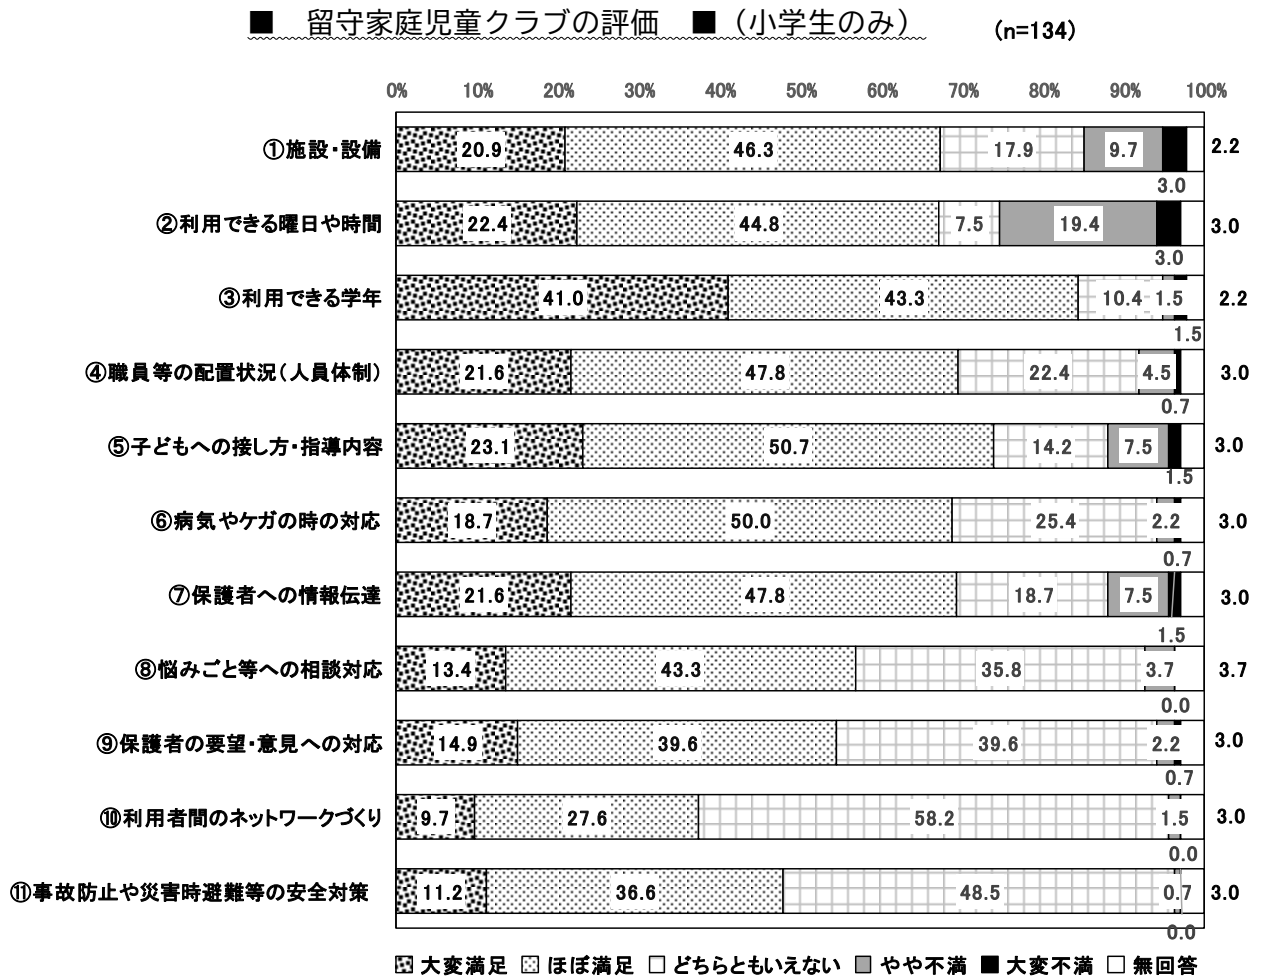 ■ 留守家庭児童クラブの評価 ■（小学生のみ） (n=134)
0% 10% 20% 30% 40% 50% 60% 70% 80% 90% 100%
①施設・設備 20.9 46.3 17.9 9.7 2.2
3.0
②利用できる曜日や時間 22.4 44.8 7.5 19.4 3.0
3.0
③利用できる学年 41.0 43.3 10.4 1.5 2.2
1.5
④職員等の配置状況（人員体制） 21.6 47.8 22.4 4.5 3.0
0.7
⑤子どもへの接し方・指導内容 23.1 50.7 14.2 7.5 3.0
1.5
⑥病気やケガの時の対応 18.7 50.0 25.4 2.2 3.0
0.7
⑦保護者への情報伝達 21.6 47.8 18.7 7.5 3.0
1.5
⑧悩みごと等への相談対応 13.4 43.3 35.8 3.7 3.7
0.0
⑨保護者の要望・意見への対応 14.9 39.6 39.6 2.2 3.0
0.7
⑩利用者間のネットワークづくり 9.7 27.6 58.2 1.5 3.0
0.0
⑪事故防止や災害時避難等の安全対策 11.2 36.6 48.5 0.7 3.0
0.0
大変満足 ほぼ満足 どちらともいえない やや不満 大変不満 無回答